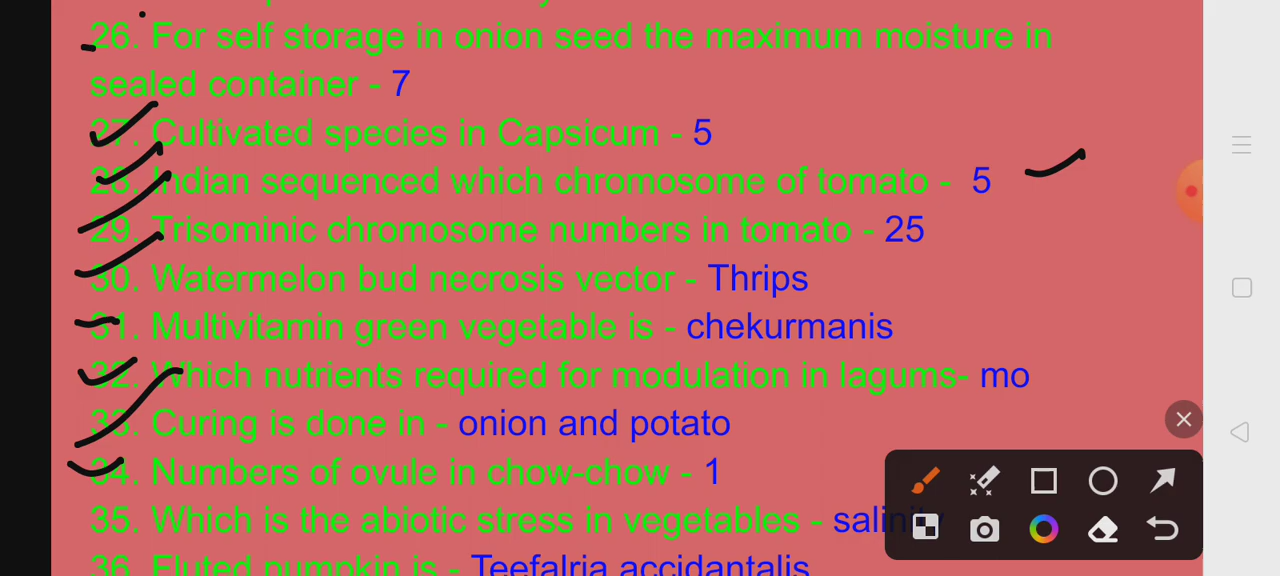 26. For self storage in onion seed the maximum moisture in
sealed container - 7
27. Cultivated species in Capsicum - 5
28. Indian sequenced which chromosome of tomato - 5
29. Trisominic chromosome numbers in tomato - 25
30. Watermelon bud necrosis vector - Thrips
31. Multivitamin green vegetable is - chekurmanis
32. Which nutrients required for modulation in lagums- mo
33. Curing is done in - onion and potato
34. Numbers of ovule in chow-chow - 1
35. Which is the abiotic stress in vegetables - salinity
36. Fluted pumpkin is - Teefalria accidantalis